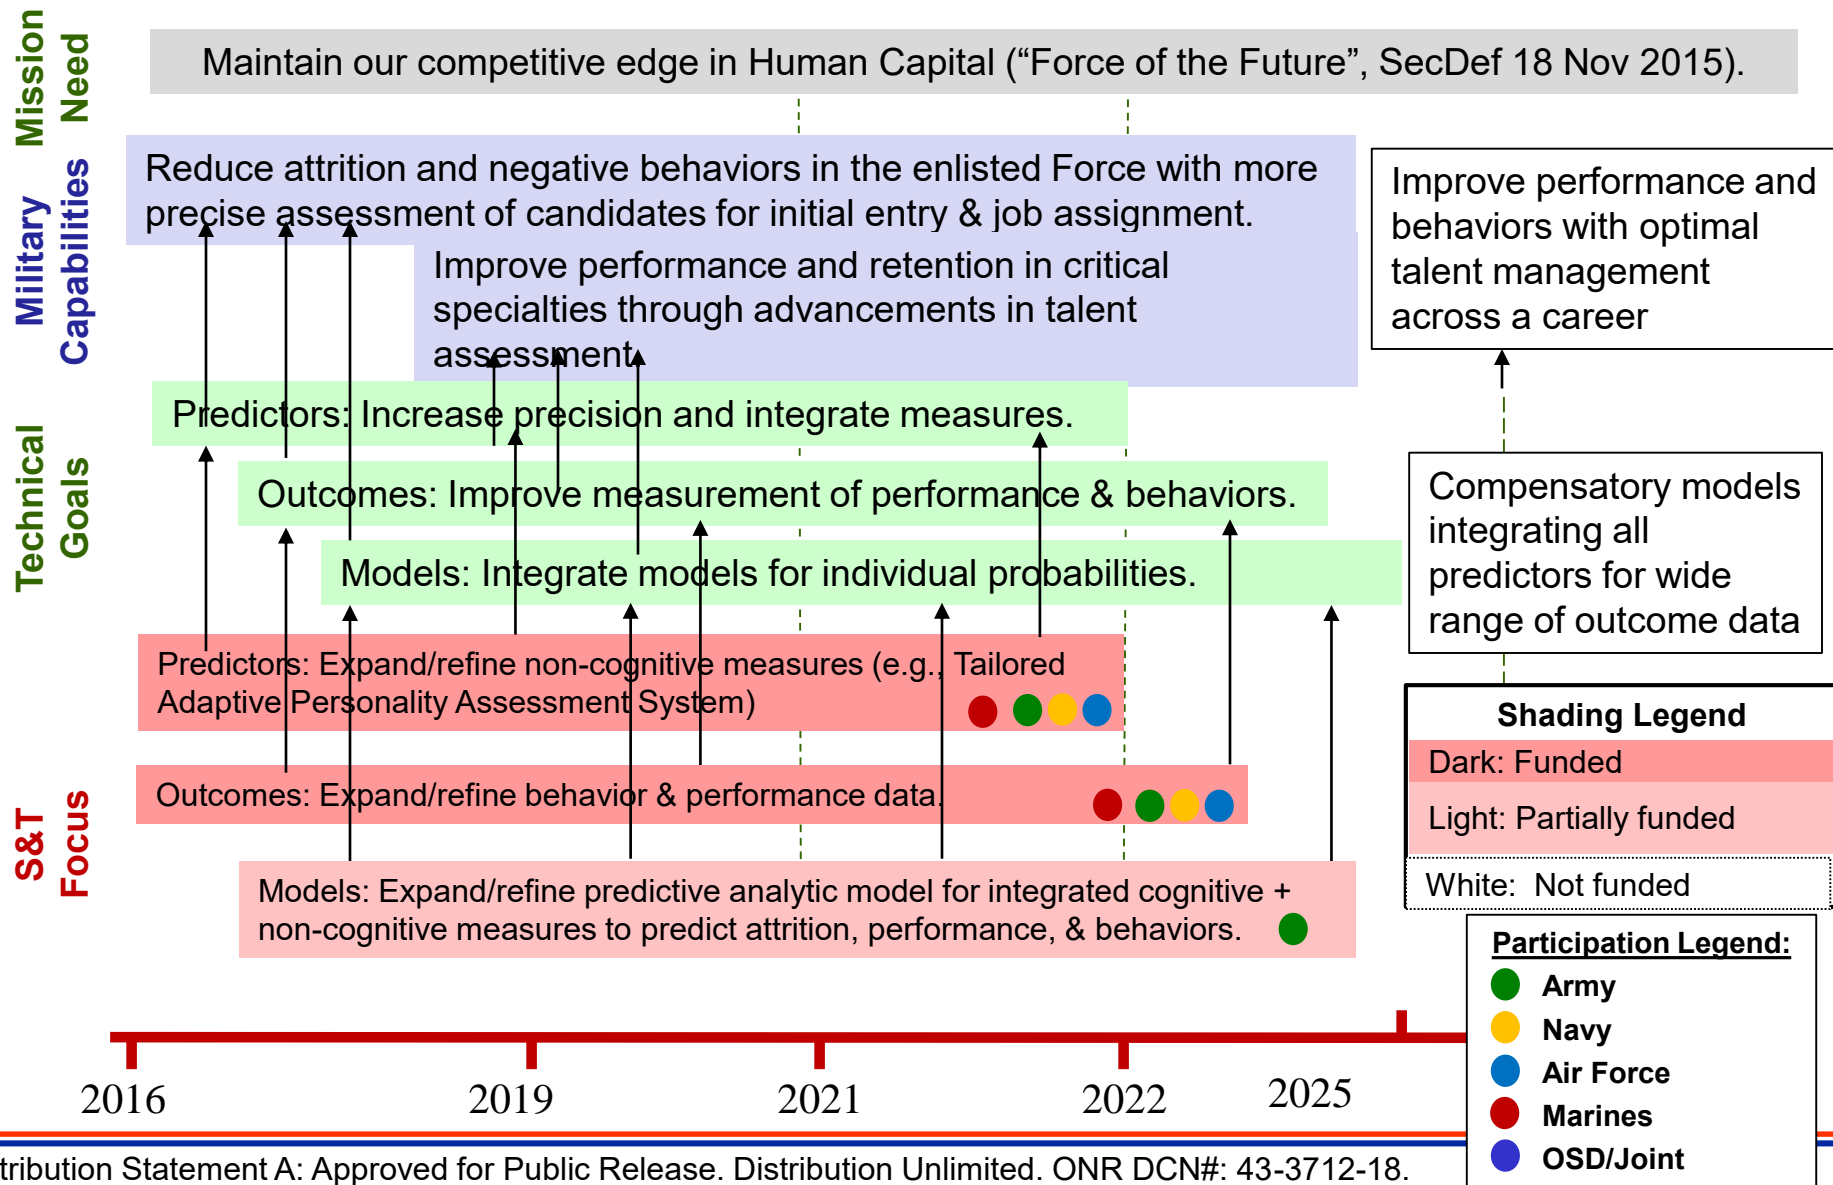 Mission
Need
Maintain our competitive edge in Human Capital (“Force of the Future”, SecDef 18 Nov 2015).
Military
Capabilities
Reduce attrition and negative behaviors in the enlisted Force with more
precise assessment of candidates for initial entry & job assignment.
Improve performance and retention in critical
specialties through advancements in talent
assessment.
Improve performance and
behaviors with optimal
talent management
across a career
Technical
Goals
Predictors: Increase precision and integrate measures.
Outcomes: Improve measurement of performance & behaviors.
Models: Integrate models for individual probabilities.
Compensatory models
integrating all
predictors for wide
range of outcome data
S&T
Focus
Predictors: Expand/refine non-cognitive measures (e.g., Tailored
Adaptive Personality Assessment System)
Outcomes: Expand/refine behavior & performance data.
Models: Expand/refine predictive analytic model for integrated cognitive +
non-cognitive measures to predict attrition, performance, & behaviors.
Shading Legend
Dark: Funded
Light: Partially funded
White: Not funded
Participation Legend:
Army
Navy
Air Force
Marines
OSD/Joint
2016
2019
2021
2022
2025
tribution Statement A: Approved for Public Release. Distribution Unlimited. ONR DCN#: 43-3712-18.